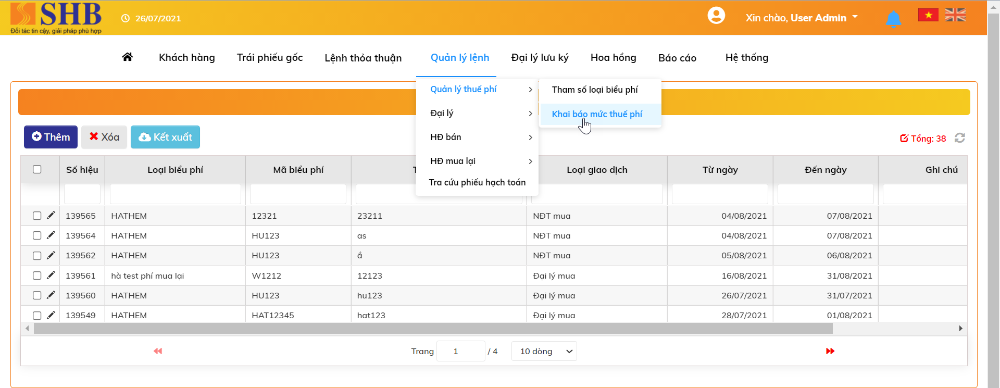 SHB
Đối tác tin cậy, giải pháp phù hợp
26/07/2021
Xin chào, User Admin
Khách hàng Trái phiếu gốc Lệnh thỏa thuận Quản lý lệnh Đại lý lưu ký Hoa hồng Báo cáo Hệ thống
Quản lý thuế phí
Đại lý
HĐ bán
HĐ mua lại
Tra cứu phiếu hạch toán
Tham số loại biểu phí
Khai báo mức thuế phí
Thêm Xóa Kết xuất
Tổng: 38
Số hiệu Loại biểu phí Mã biểu phí Loại giao dịch Từ ngày Đến ngày Ghi chú
139565 HATHEM 12321 23211 NĐT mua 04/08/2021 07/08/2021
139564 HATHEM HU123 as NĐT mua 04/08/2021 07/08/2021
139562 HATHEM HU123 ầ NĐT mua 05/08/2021 06/08/2021
139561 hà test phí mua lại W1212 12123 Đại lý mua 16/08/2021 31/08/2021
139560 HATHEM HU123 hu123 Đại lý mua 26/07/2021 31/07/2021
139549 HATHEM HAT12345 hat123 Đại lý mua 28/07/2021 01/08/2021
Trang 1 / 4 10 dòng